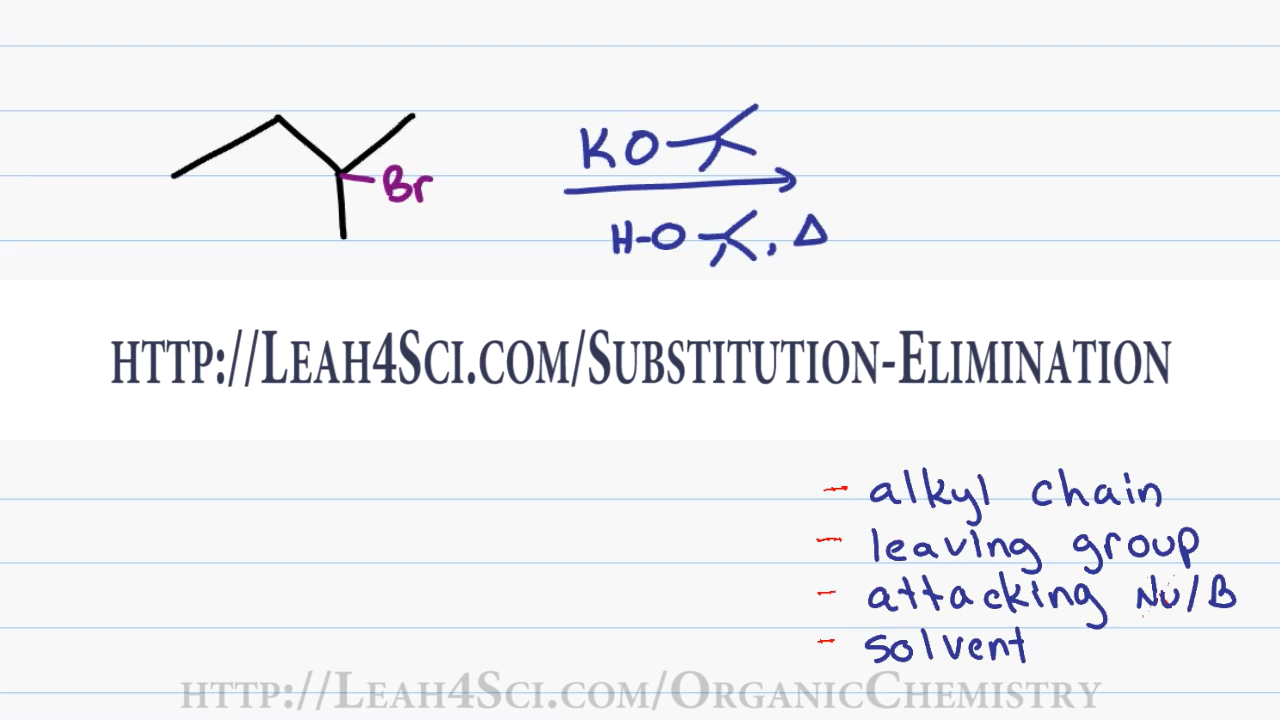 Br
KO
H-O , Δ
HTTP://LEAH4SCI.COM/SUBSTITUTION-ELIMINATION
- alkyl chain
- leaving group
- attacking Nu/B
- solvent
HTTP://LEAH4SCI.COM/ORGANICCHEMISTRY